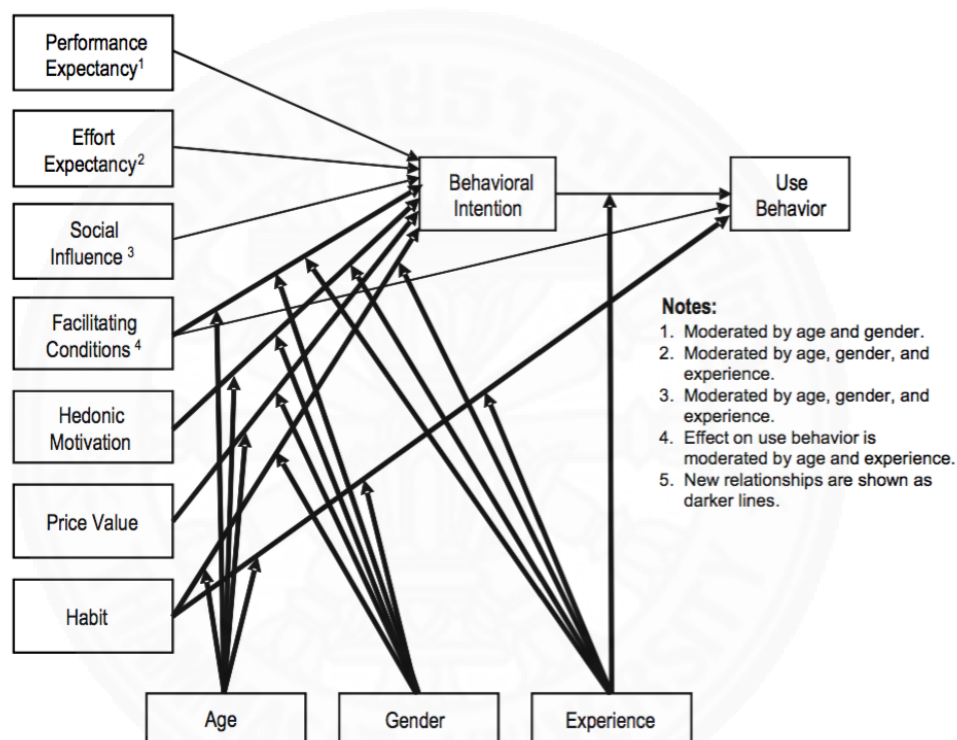 Performance
Expectancy1
Effort
Expectancy2
Social
Influence 3
Facilitating
Conditions 4
Hedonic
Motivation
Price Value
Habit
Behavioral
Intention
Use
Behavior
Notes:
1. Moderated by age and gender.
2. Moderated by age, gender, and
experience.
3. Moderated by age, gender, and
experience.
4. Effect on use behavior is
moderated by age and experience.
5. New relationships are shown as
darker lines.
Age
Gender
Experience